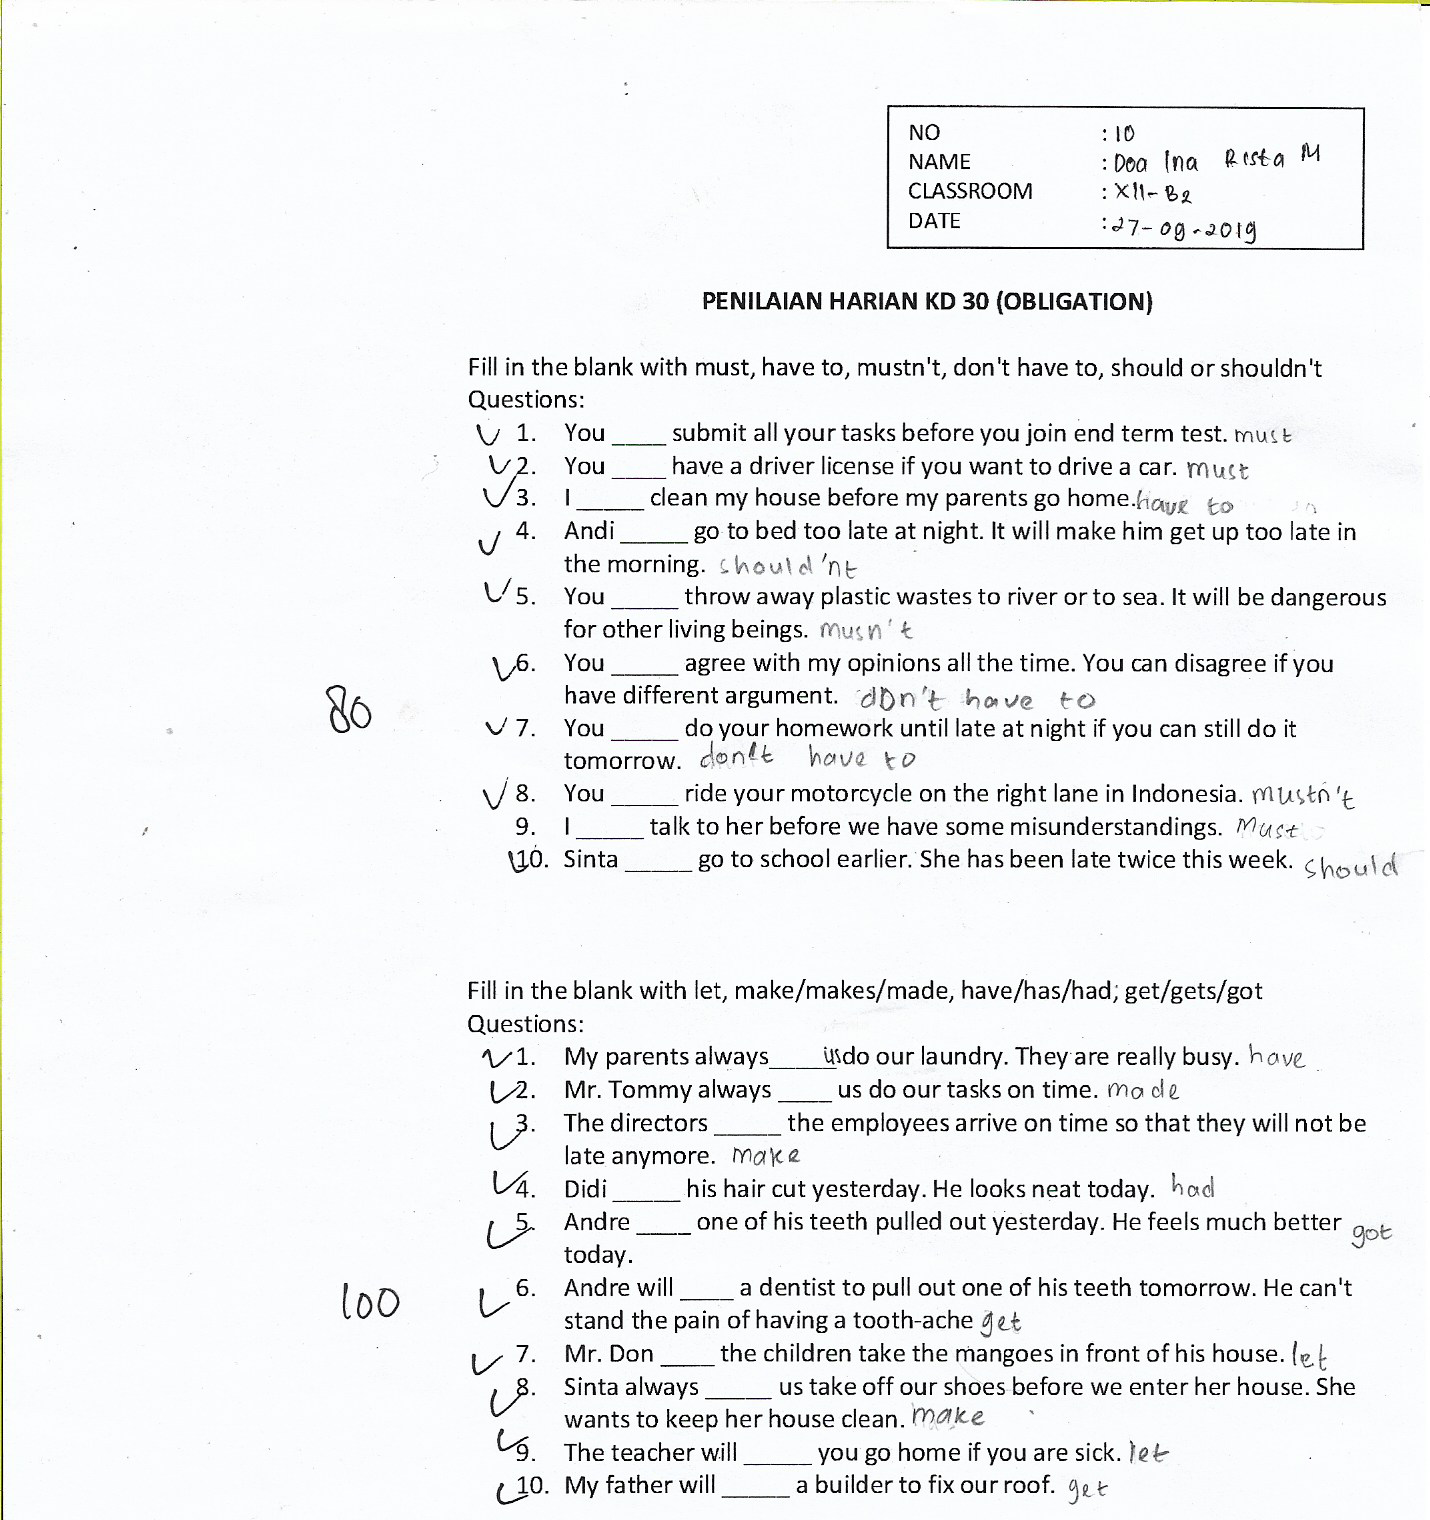 NO : 10
NAME : Doa Ina Rista M
CLASSROOM : XII-B2
DATE : 27-09-2019
PENILAIAN HARIAN KD 30 (OBLIGATION)
Fill in the blank with must, have to, mustn't, don't have to, should or shouldn't
Questions:
1. You ____ submit all your tasks before you join end term test. must
2. You ____ have a driver license if you want to drive a car. must
3. I _____ clean my house before my parents go home. have to
4. Andi _____ go to bed too late at night. It will make him get up too late in
the morning. should'nt
5. You _____ throw away plastic wastes to river or to sea. It will be dangerous
for other living beings. musn't
6. You _____ agree with my opinions all the time. You can disagree if you
80
have different argument. don't have to
7. You _____ do your homework until late at night if you can still do it
tomorrow. don't have to
8. You _____ ride your motorcycle on the right lane in Indonesia. mustn't
9. I _____ talk to her before we have some misunderstandings. Must
10. Sinta _____ go to school earlier. She has been late twice this week. should
Fill in the blank with let, make/makes/made, have/has/had; get/gets/got
Questions:
1. My parents always_____us do our laundry. They are really busy. have
2. Mr. Tommy always ____ us do our tasks on time. made
3. The directors _____ the employees arrive on time so that they will not be
late anymore. make
4. Didi _____ his hair cut yesterday. He looks neat today. had
5. Andre ____ one of his teeth pulled out yesterday. He feels much better got
today.
6. Andre will ____ a dentist to pull out one of his teeth tomorrow. He can't
100
stand the pain of having a tooth-ache get
7. Mr. Don ____ the children take the mangoes in front of his house. let
8. Sinta always _____ us take off our shoes before we enter her house. She
wants to keep her house clean. make
9. The teacher will _____ you go home if you are sick. let
10. My father will _____ a builder to fix our roof. get